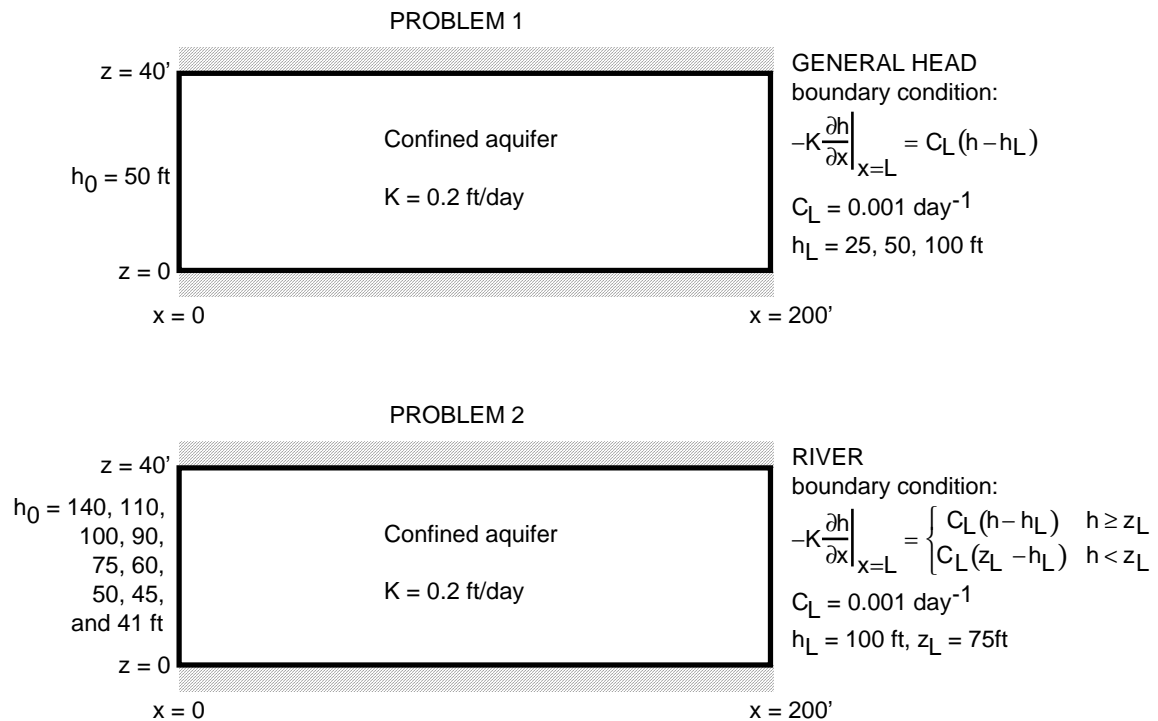 PROBLEM 1
z = 40'
h0 = 50 ft
z = 0
x = 0
x = 200'
Confined aquifer
K = 0.2 ft/day
GENERAL HEAD
boundary condition:
−K ∂h/∂x|x=L = CL(h − hL)
CL = 0.001 day-1
hL = 25, 50, 100 ft
PROBLEM 2
z = 40'
h0 = 140, 110,
100, 90,
75, 60,
50, 45,
and 41 ft
z = 0
x = 0
x = 200'
Confined aquifer
K = 0.2 ft/day
RIVER
boundary condition:
−K ∂h/∂x|x=L = { CL(h − hL) h ≥ zL
CL(zL − hL) h < zL
CL = 0.001 day-1
hL = 100 ft, zL = 75ft